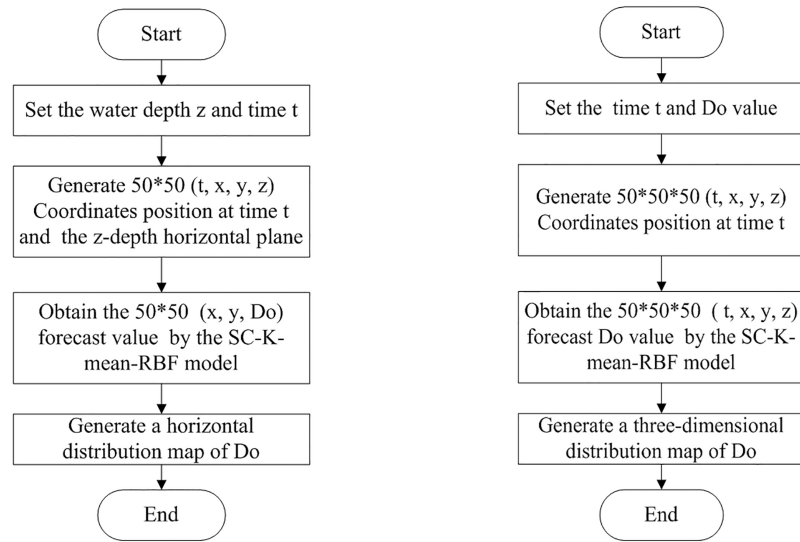 Start
Set the water depth z and time t
Generate 50*50 (t, x, y, z)
Coordinates position at time t
and the z-depth horizontal plane
Obtain the 50*50 (x, y, Do)
forecast value by the SC-K-
mean-RBF model
Generate a horizontal
distribution map of Do
End
Start
Set the time t and Do value
Generate 50*50*50 (t, x, y, z)
Coordinates position at time t
Obtain the 50*50*50 ( t, x, y, z)
forecast Do value by the SC-K-
mean-RBF model
Generate a three-dimensional
distribution map of Do
End